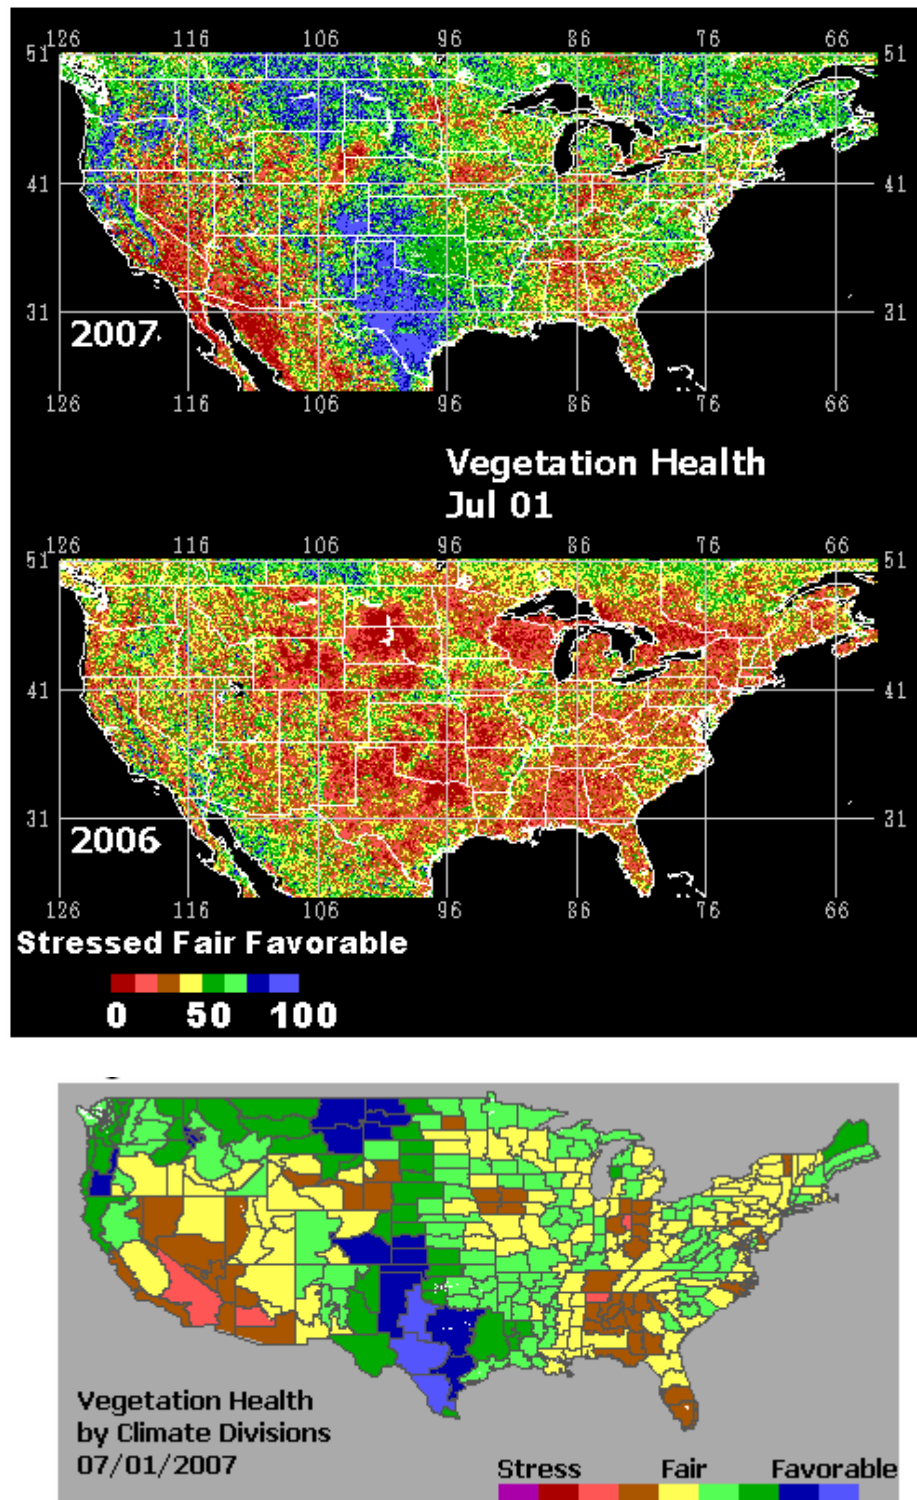 126 116 106 96 86 76 66
51 51
41 41
31 31
2007
126 116 106 96 86 76 66
Vegetation Health
Jul 01
126 116 106 96 86 76 66
51 51
41 41
31 31
2006
126 116 106 96 86 76 66
Stressed Fair Favorable
0 50 100
Vegetation Health
by Climate Divisions
07/01/2007
Stress Fair Favorable